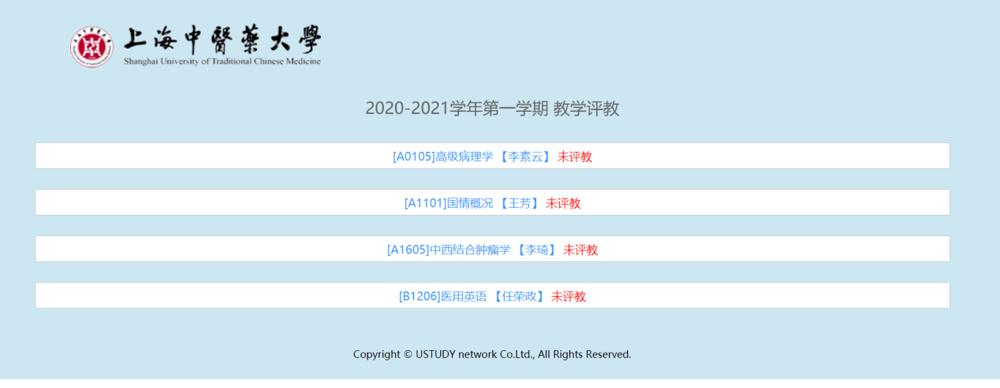 上海中醫藥大學
Shanghai University of Traditional Chinese Medicine
2020-2021学年第一学期 教学评教
[A0105]高级病理学 【李素云】 未评教
[A1101]国情概况 【王芳】 未评教
[A1605]中西结合肿瘤学 【李琦】 未评教
[B1206]医用英语 【任荣政】 未评教
Copyright © USTUDY network Co.Ltd., All Rights Reserved.